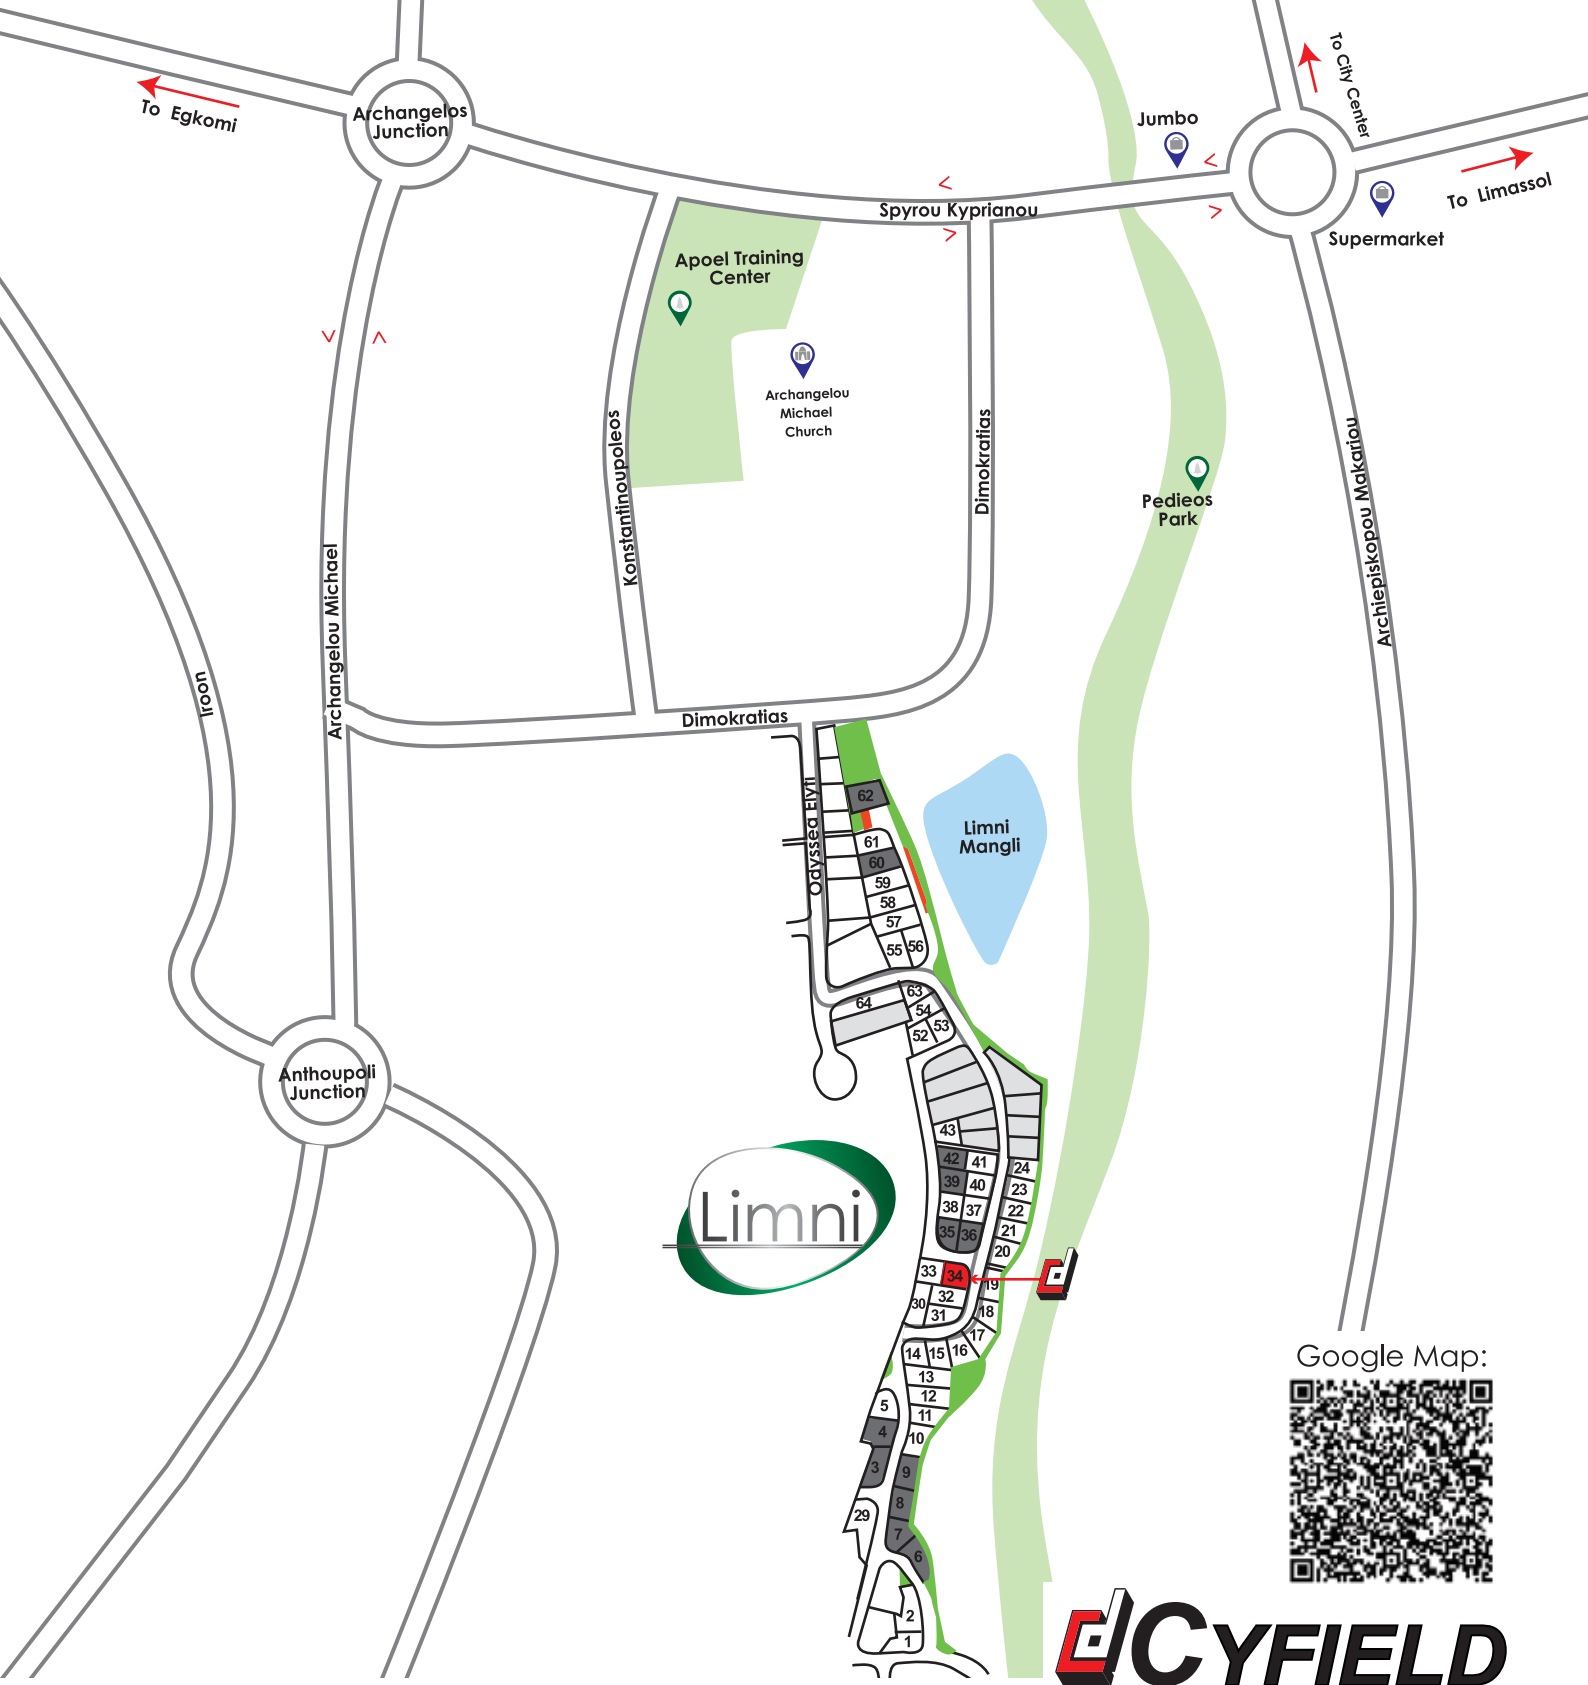 To City Center
Jumbo
To Egkomi
Archangelos
Junction
To Limassol
Spyrou Kyprianou
Supermarket
Apoel Training
Center
Archangelou
Michael
Church
Konstantinoupoleos
Dimokratias
Pedieos
Park
Archiepiskopou Makariou
Archangelou Michael
Iroon
Dimokratias
Odyssea Elyti
62
Limni
Mangli
61
60
59
58
57
55
56
63
64
54
53
52
Anthoupoli
Junction
43
42
41
24
39
40
23
38
37
22
35
36
21
20
Limni
33
34
19
30
32
31
18
17
14
15
16
13
12
5
11
4
10
3
9
8
29
7
6
2
1
Google Map:
CYFIELD